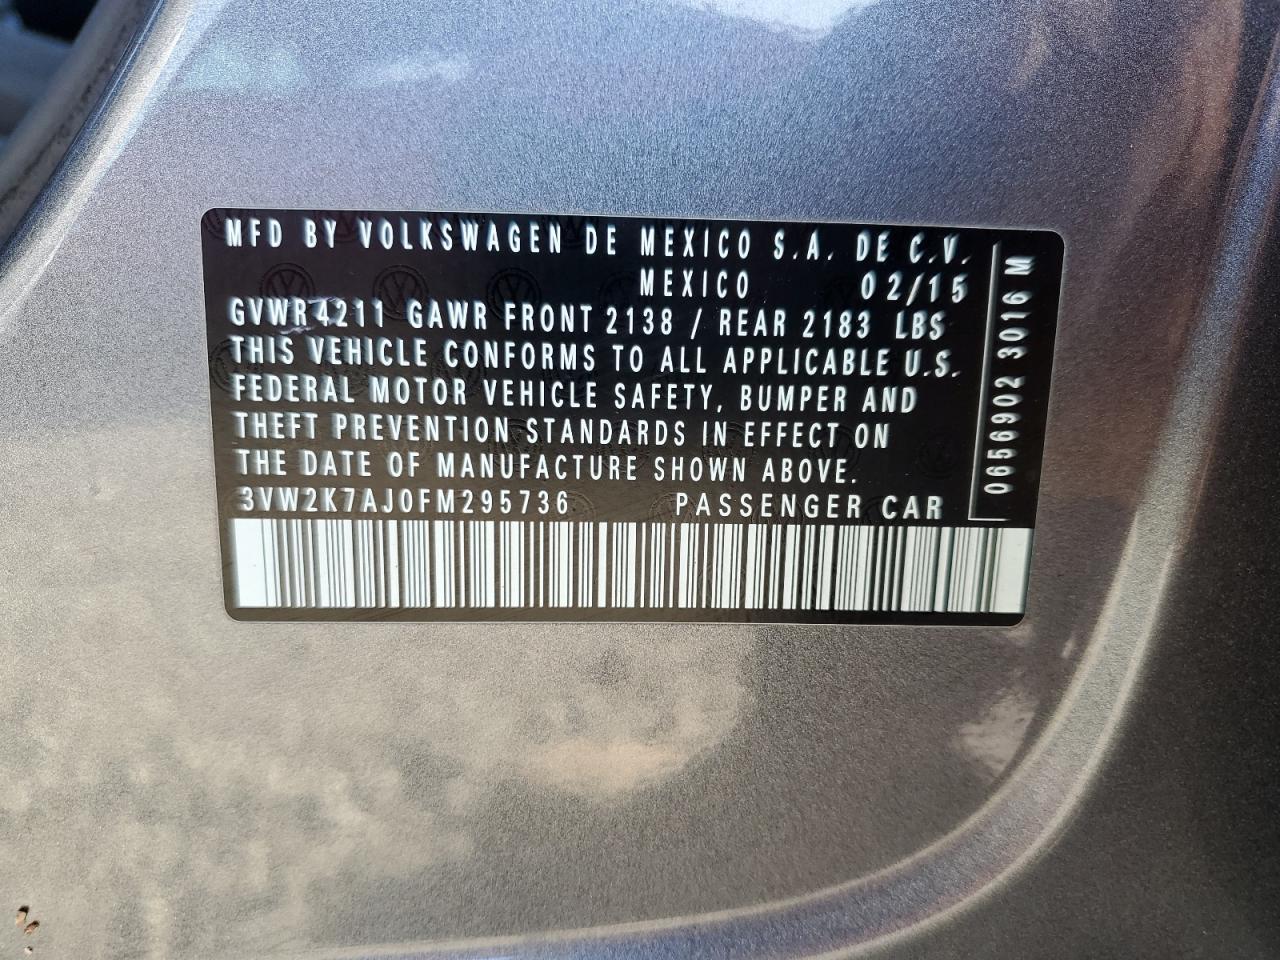 MFD BY VOLKSWAGEN DE MEXICO S.A. DE C.V.
MEXICO 02/15
GVWR 4211 GAWR FRONT 2138 / REAR 2183 LBS
THIS VEHICLE CONFORMS TO ALL APPLICABLE U.S.
FEDERAL MOTOR VEHICLE SAFETY, BUMPER AND
THEFT PREVENTION STANDARDS IN EFFECT ON
THE DATE OF MANUFACTURE SHOWN ABOVE.
3VW2K7AJ0FM295736 PASSENGER CAR
0656902 3016 M